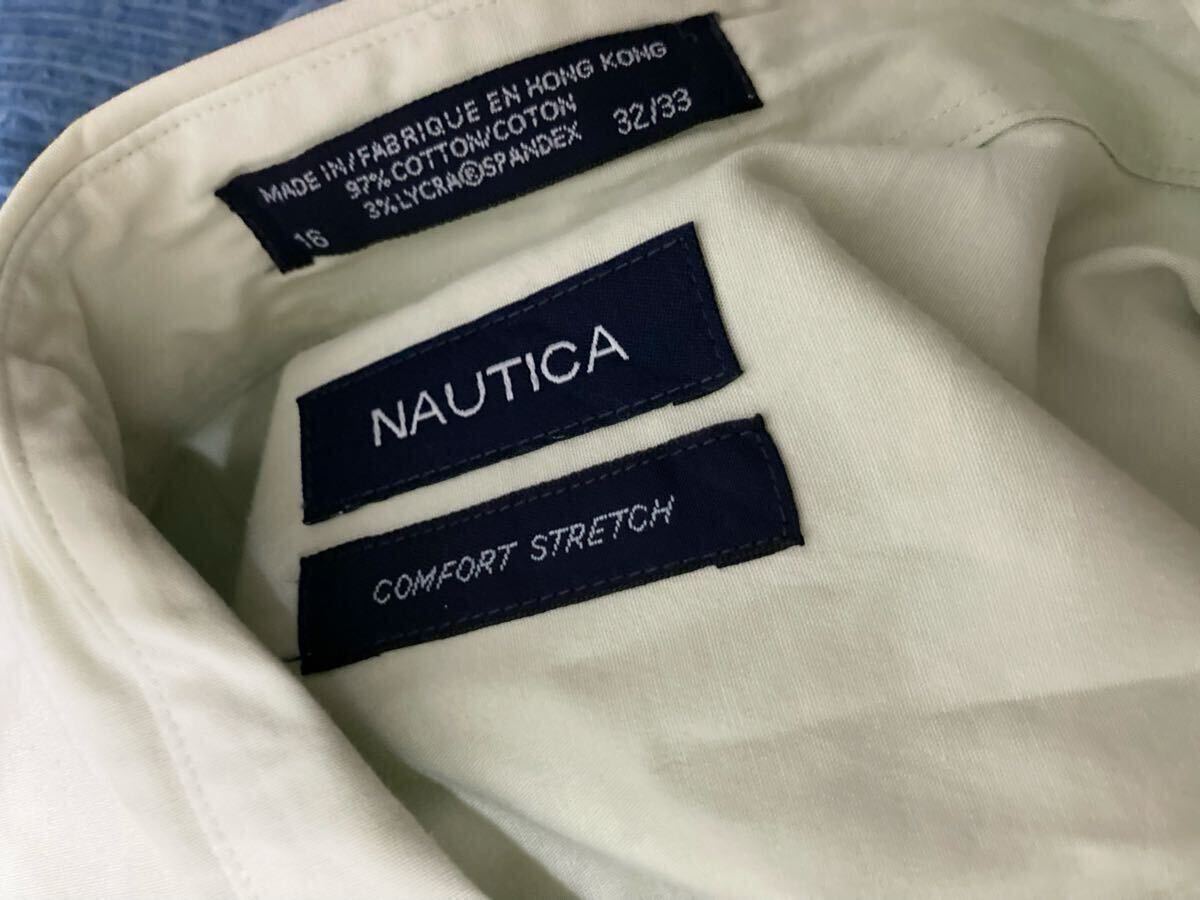 MADE IN/FABRIQUE EN HONG KONG
97% COTTON/COTON
3% LYCRA®SPANDEX
16 32/33
NAUTICA
COMFORT STRETCH